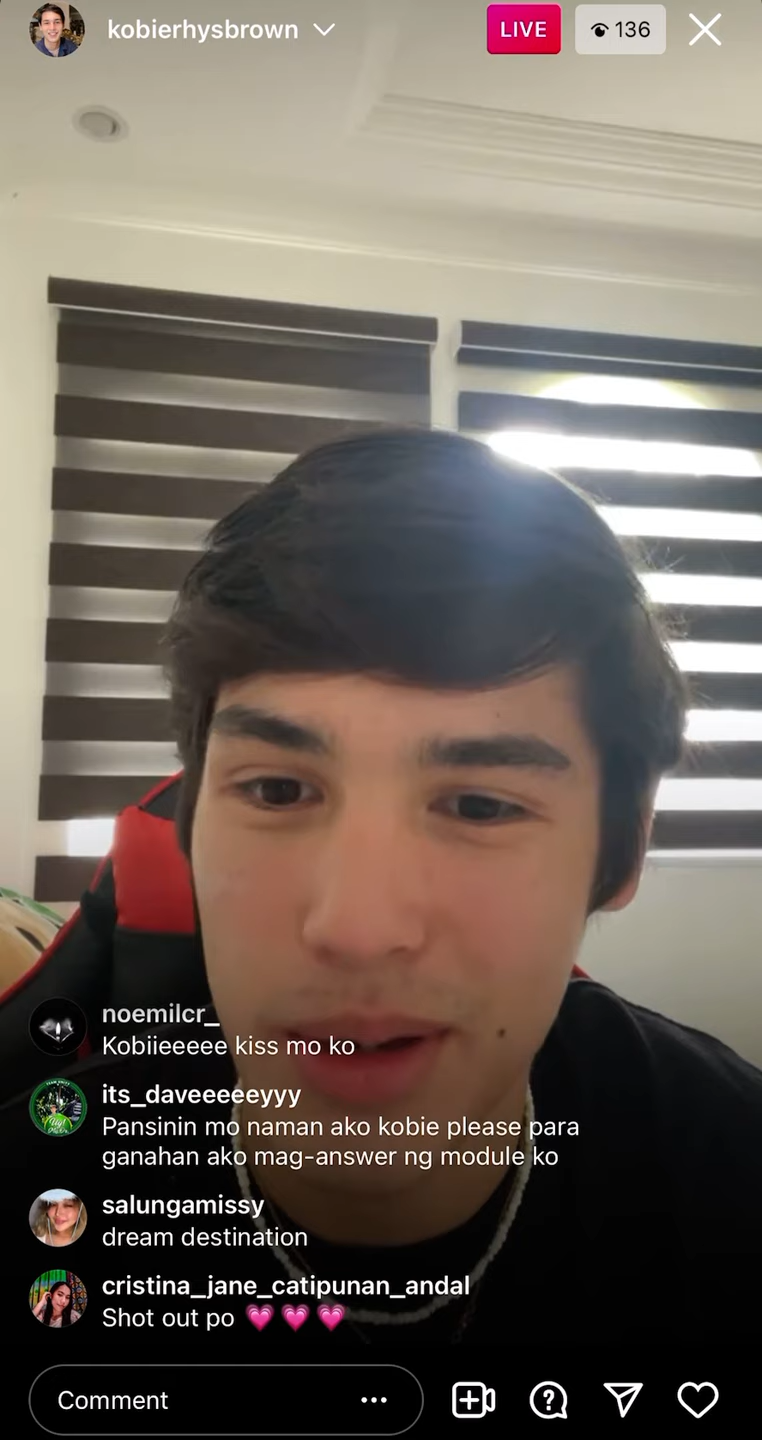 kobierhysbrown
LIVE
136
noemilcr_
Kobiieeeee kiss mo ko
its_daveeeeeyyy
Pansinin mo naman ako kobie please para
ganahan ako mag-answer ng module ko
salungamissy
dream destination
cristina_jane_catipunan_andal
Shot out po 💗 💗 💗
Comment